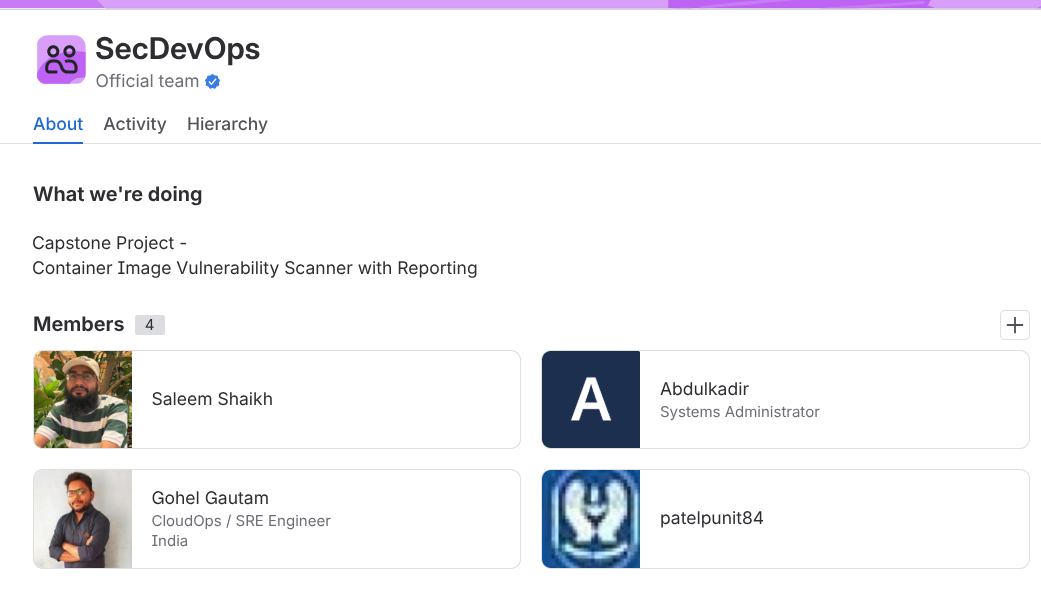 SecDevOps
Official team
About Activity Hierarchy
What we're doing
Capstone Project -
Container Image Vulnerability Scanner with Reporting
Members 4
Saleem Shaikh
A
Abdulkadir
Systems Administrator
Gohel Gautam
CloudOps / SRE Engineer
India
patelpunit84